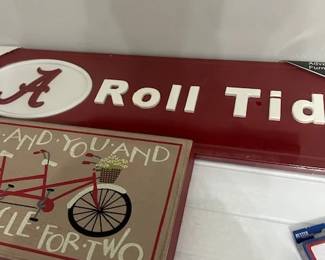 A Roll Tid
AND·YOU·AND
CLE·FOR·TWO